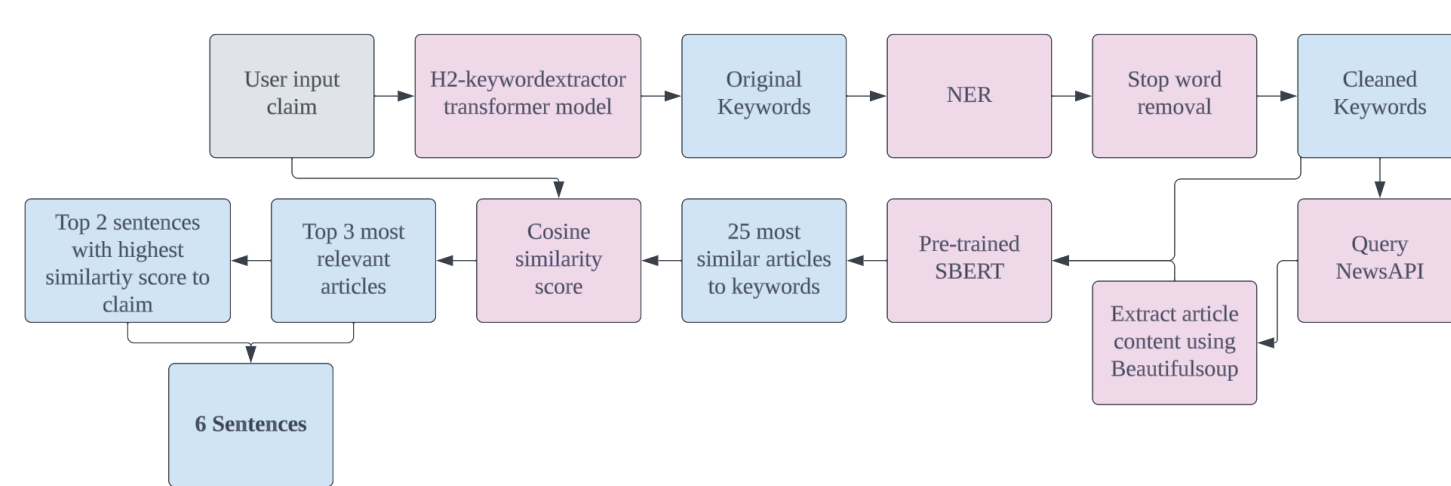 User input
claim
H2-keywordextractor
transformer model
Original
Keywords
NER
Stop word
removal
Cleaned
Keywords
Top 2 sentences
with highest
similartiy score to
claim
Top 3 most
relevant
articles
Cosine
similarity
score
25 most
similar articles
to keywords
Pre-trained
SBERT
Query
NewsAPI
Extract article
content using
Beautifulsoup
6 Sentences